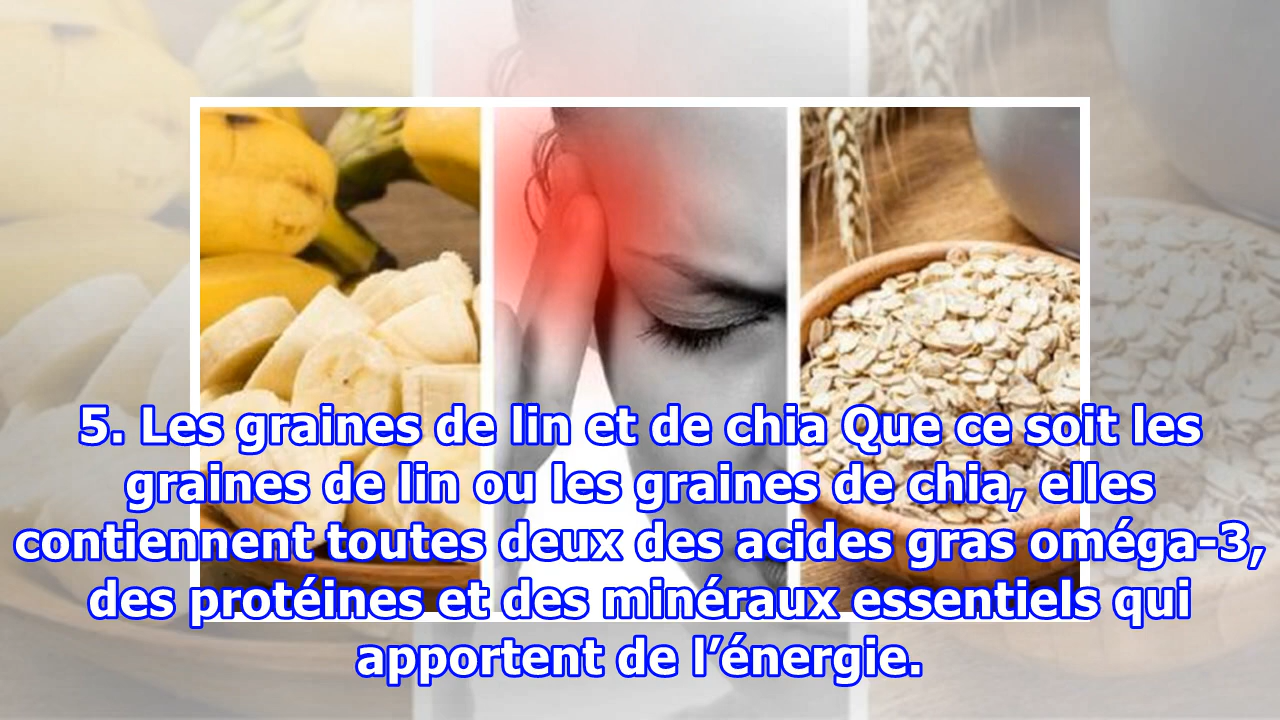 5. Les graines de lin et de chia Que ce soit les
graines de lin ou les graines de chia, elles
contiennent toutes deux des acides gras oméga-3,
des protéines et des minéraux essentiels qui
apportent de l’énergie.